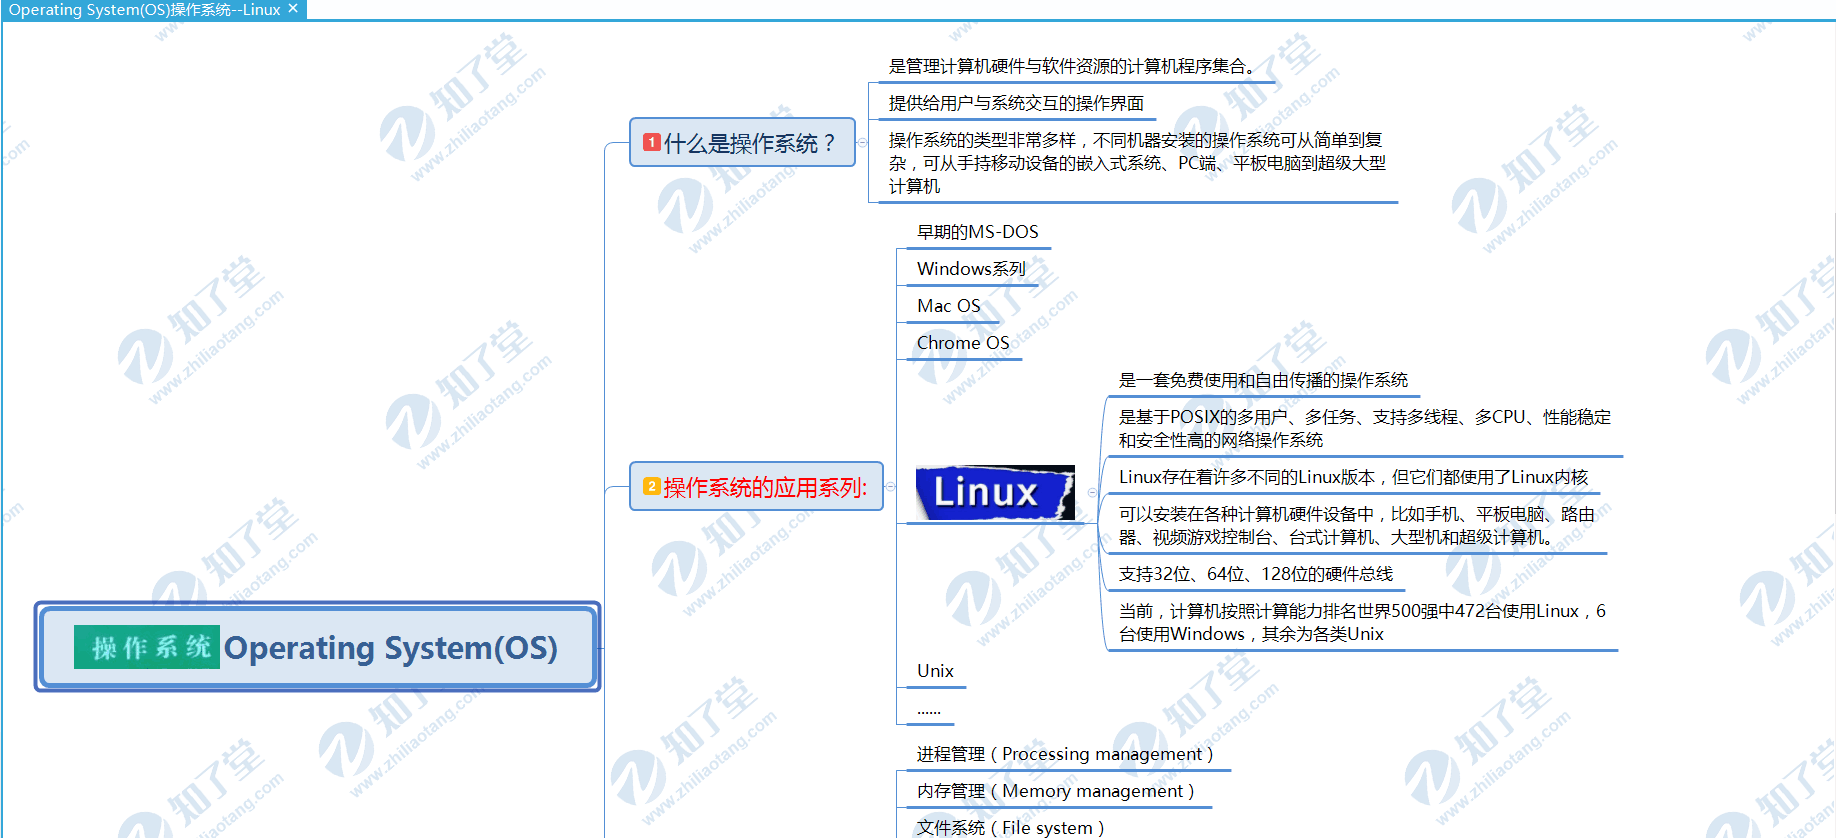 Operating System(OS)操作系统--Linux ×
是管理计算机硬件与软件资源的计算机程序集合。
提供给用户与系统交互的操作界面
1 什么是操作系统？
操作系统的类型非常多样，不同机器安装的操作系统可从简单到复
杂，可从手持移动设备的嵌入式系统、PC端、平板电脑到超级大型
计算机
早期的MS-DOS
Windows系列
Mac OS
Chrome OS
是一套免费使用和自由传播的操作系统
是基于POSIX的多用户、多任务、支持多线程、多CPU、性能稳定
和安全性高的网络操作系统
2 操作系统的应用系列:
Linux
Linux存在着许多不同的Linux版本，但它们都使用了Linux内核
可以安装在各种计算机硬件设备中，比如手机、平板电脑、路由
器、视频游戏控制台、台式计算机、大型机和超级计算机。
支持32位、64位、128位的硬件总线
当前，计算机按照计算能力排名世界500强中472台使用Linux，6
台使用Windows，其余为各类Unix
操作系统 Operating System(OS)
Unix
......
进程管理（Processing management）
内存管理（Memory management）
文件系统（File system）
知了堂
www.zhiliaotang.com